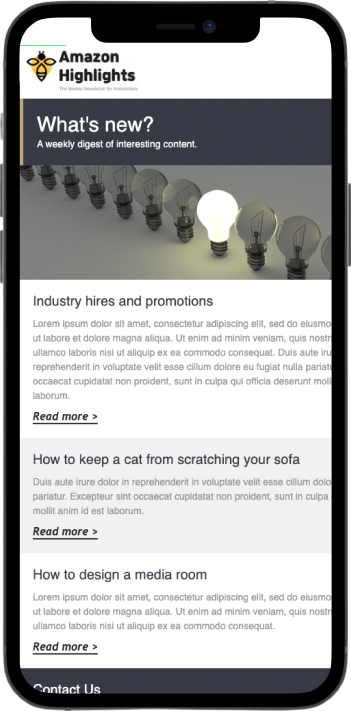 Amazon
Highlights
The Weekly Newsletter for Amazonians
What's new?
A weekly digest of interesting content.
Industry hires and promotions
Lorem ipsum dolor sit amet, consectetur adipiscing elit, sed do eiusmo
ut labore et dolore magna aliqua. Ut enim ad minim veniam, quis nostr
ullamco laboris nisi ut aliquip ex ea commodo consequat. Duis aute iru
reprehenderit in voluptate velit esse cillum dolore eu fugiat nulla pariatu
occaecat cupidatat non proident, sunt in culpa qui officia deserunt moll
laborum.
Read more >
How to keep a cat from scratching your sofa
Duis aute irure dolor in reprehenderit in voluptate velit esse cillum dolo
pariatur. Excepteur sint occaecat cupidatat non proident, sunt in culpa
mollit anim id est laborum.
Read more >
How to design a media room
Lorem ipsum dolor sit amet, consectetur adipiscing elit, sed do eiusmo
ut labore et dolore magna aliqua. Ut enim ad minim veniam, quis nostr
ullamco laboris nisi ut aliquip ex ea commodo consequat.
Read more >
Contact Us